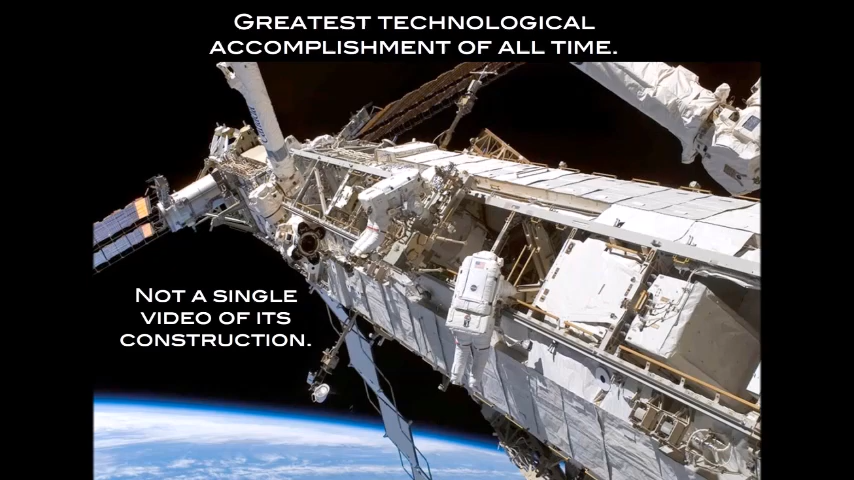 Greatest technological
accomplishment of all time.
Not a single
video of its
construction.